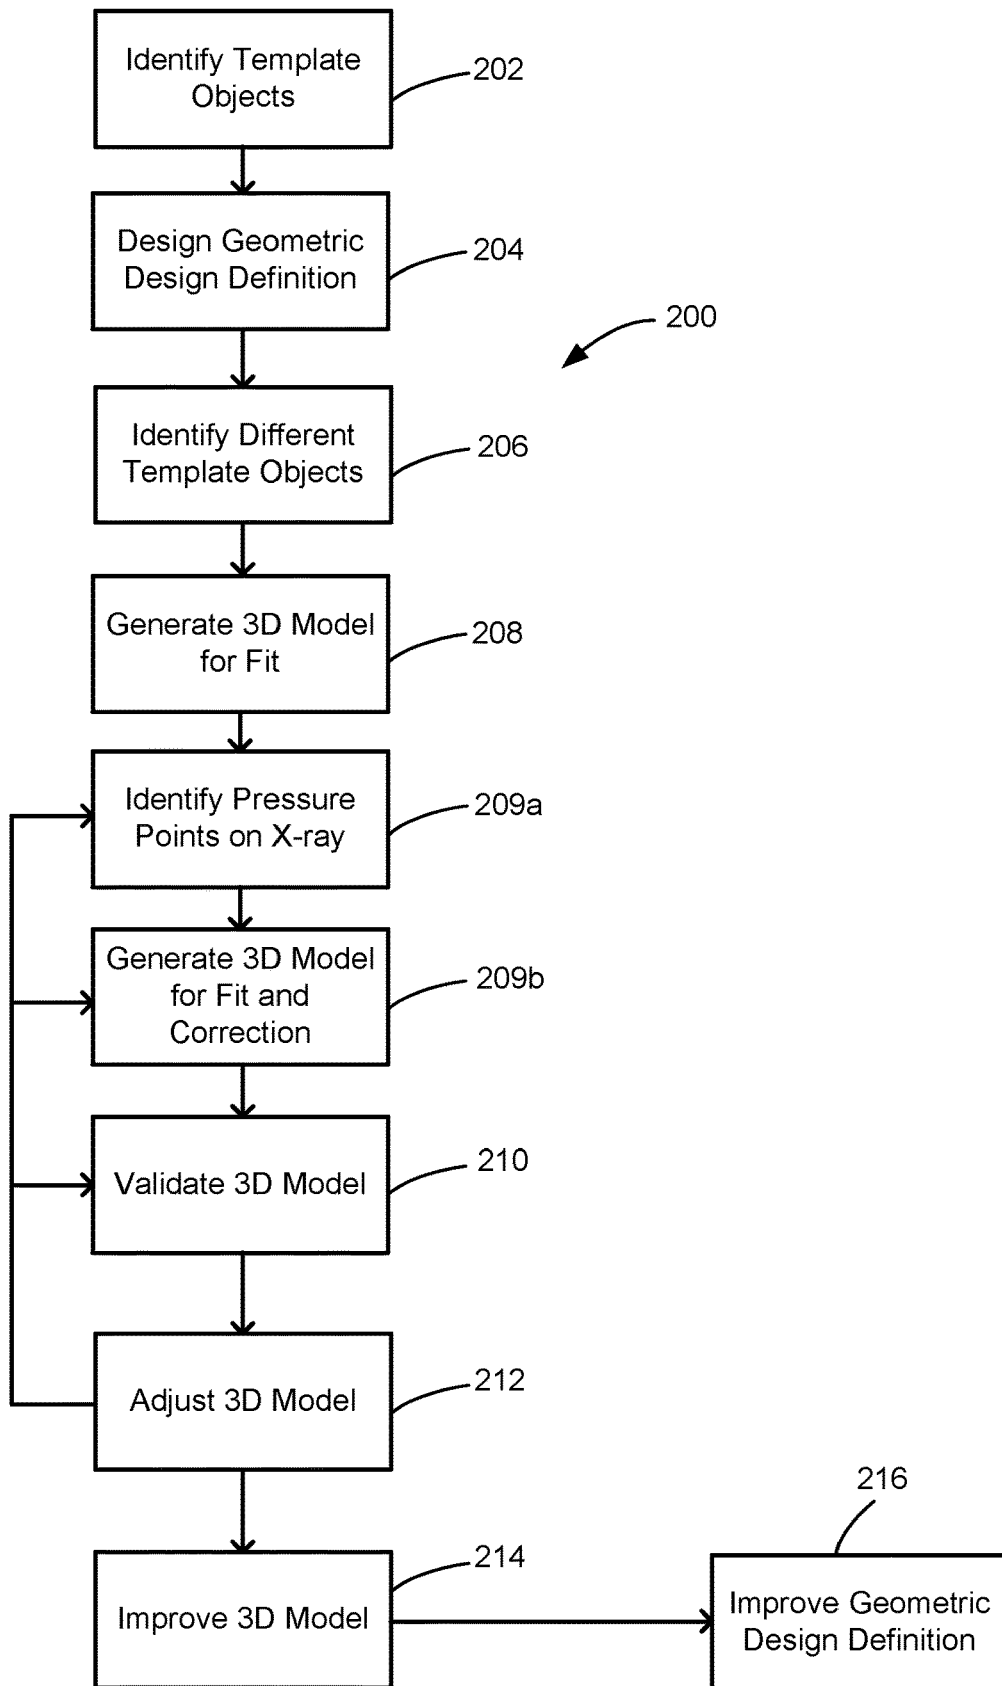 Identify Template
Objects
202
Design Geometric
Design Definition
204
200
Identify Different
Template Objects
206
Generate 3D Model
for Fit
208
Identify Pressure
Points on X-ray
209a
Generate 3D Model
for Fit and
Correction
209b
Validate 3D Model
210
Adjust 3D Model
212
Improve 3D Model
214
216
Improve Geometric
Design Definition